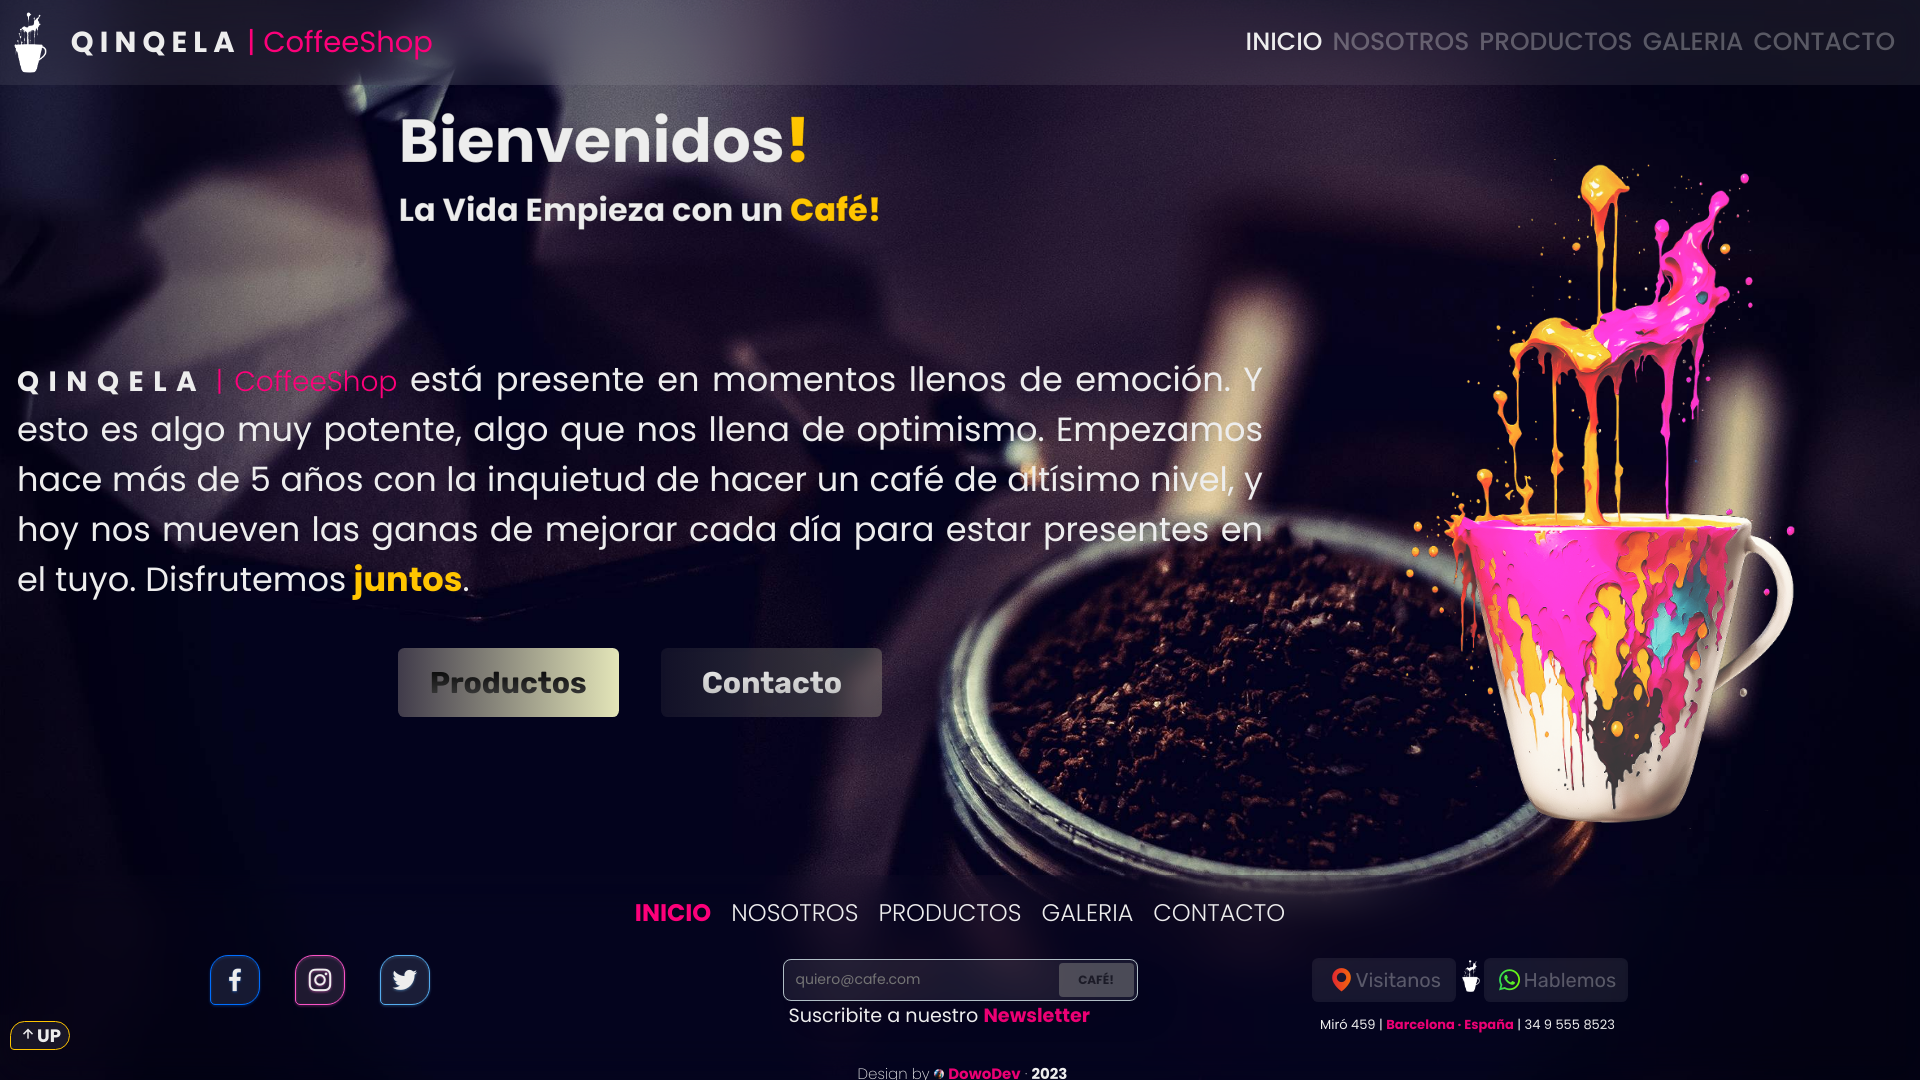 QINQELA | CoffeeShop
INICIO NOSOTROS PRODUCTOS GALERIA CONTACTO
Bienvenidos!
La Vida Empieza con un Café!
QINQELA | CoffeeShop está presente en momentos llenos de emoción. Y
esto es algo muy potente, algo que nos llena de optimismo. Empezamos
hace más de 5 años con la inquietud de hacer un café de altísimo nivel, y
hoy nos mueven las ganas de mejorar cada día para estar presentes en
el tuyo. Disfrutemos juntos.
Productos
Contacto
INICIO NOSOTROS PRODUCTOS GALERIA CONTACTO
quiero@cafe.com
CAFÉ!
Suscribite a nuestro Newsletter
Visitanos
Hablemos
Miró 459 | Barcelona · España | 34 9 555 8523
↑ UP
Design by DowoDev · 2023